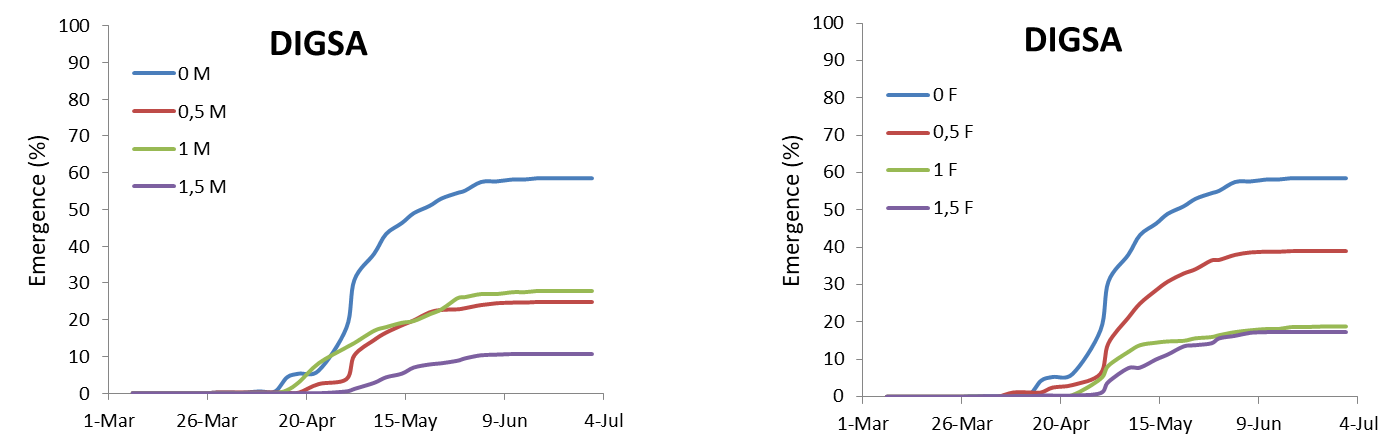 DIGSA
Emergence (%)
100
90
80
70
60
50
40
30
20
10
0
0 M
0,5 M
1 M
1,5 M
1-Mar 26-Mar 20-Apr 15-May 9-Jun 4-Jul
DIGSA
Emergence (%)
100
90
80
70
60
50
40
30
20
10
0
0 F
0,5 F
1 F
1,5 F
1-Mar 26-Mar 20-Apr 15-May 9-Jun 4-Jul